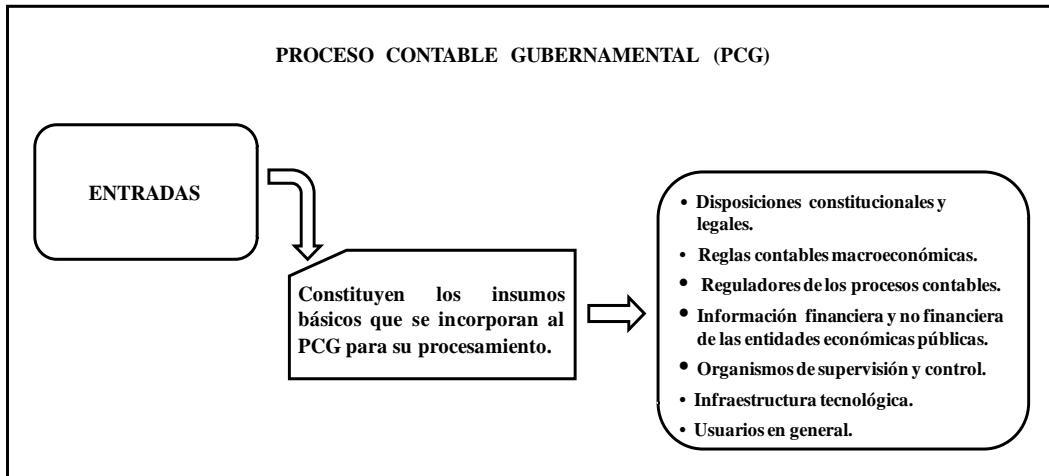 PROCESO CONTABLE GUBERNAMENTAL (PCG)
ENTRADAS
Constituyen los insumos
básicos que se incorporan al
PCG para su procesamiento.
• Disposiciones constitucionales y
legales.
• Reglas contables macroeconómicas.
• Reguladores de los procesos contables.
• Información financiera y no financiera
de las entidades económicas públicas.
• Organismos de supervisión y control.
• Infraestructura tecnológica.
• Usuarios en general.